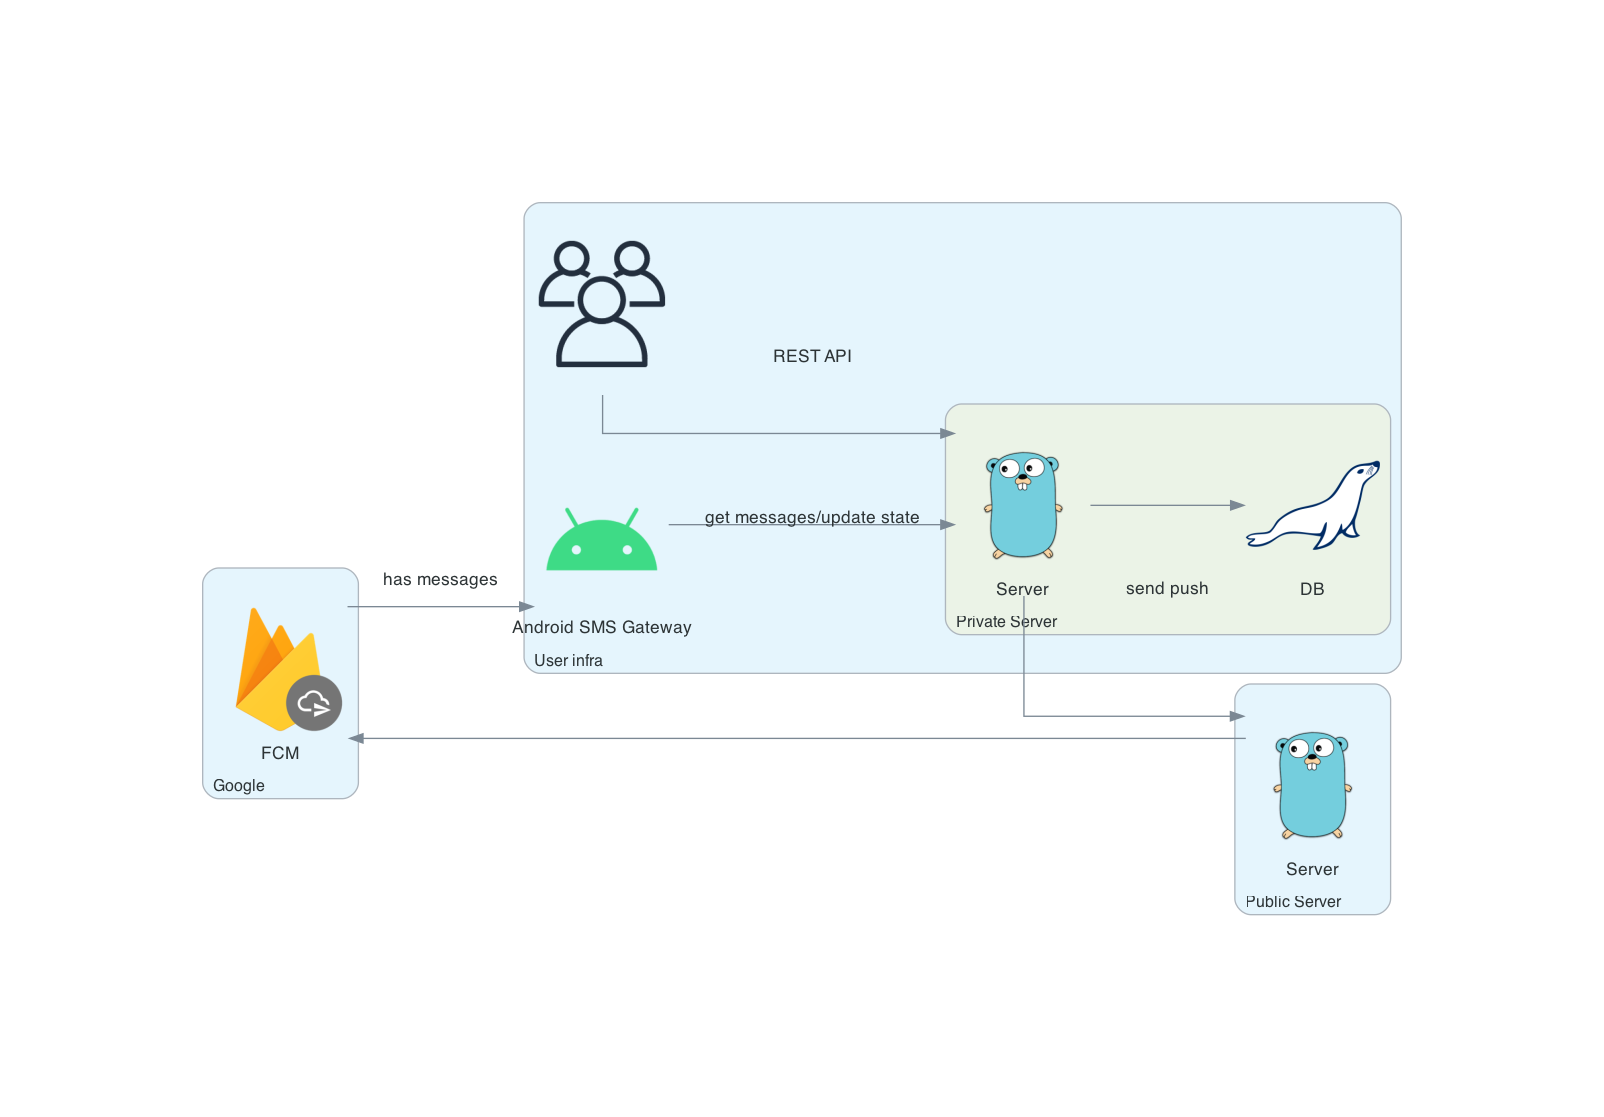 REST API
get messages/update state
has messages
Server
send push
DB
Private Server
Android SMS Gateway
User infra
FCM
Google
Server
Public Server